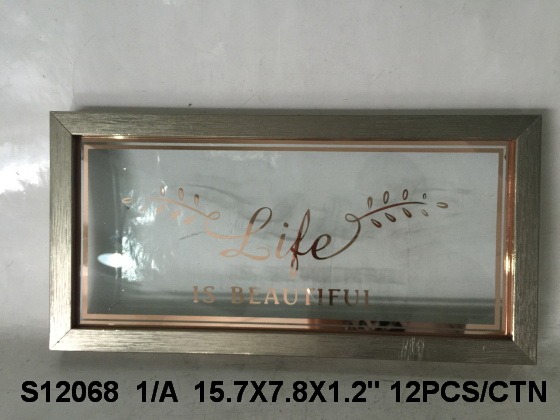 Life
IS BEAUTIFUL
S12068 1/A 15.7X7.8X1.2" 12PCS/CTN